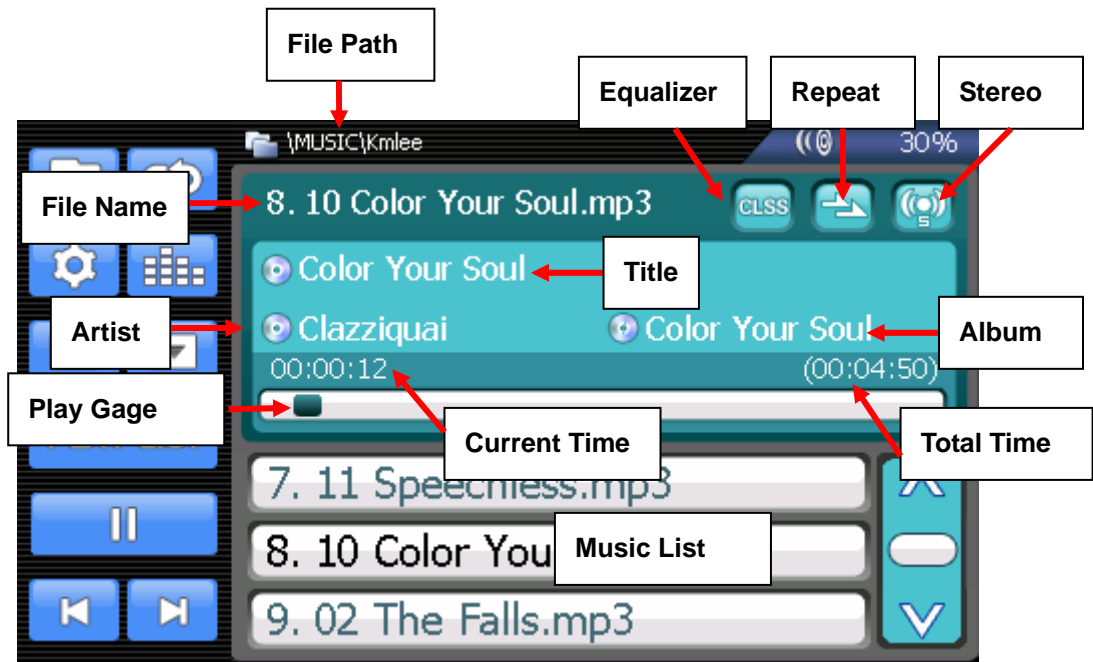 File Path
Equalizer
Repeat
Stereo
\MUSIC\Kmlee
30%
File Name
8. 10 Color Your Soul.mp3
CLSS
S
Color Your Soul
Title
Artist
Clazziquai
Color Your Soul
Album
00:00:12
(00:04:50)
Play Gage
Current Time
Total Time
7. 11 Speechless.mp3
8. 10 Color You
Music List
9. 02 The Falls.mp3